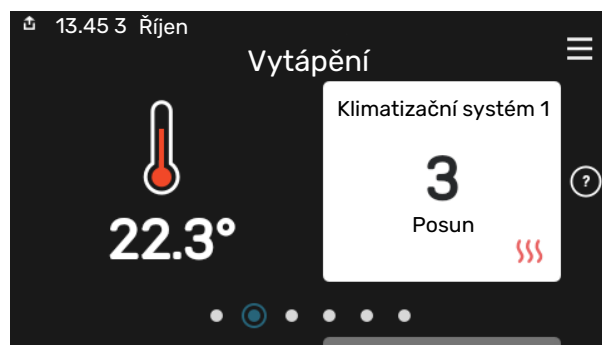 13.45 3 Říjen
Vytápění
Klimatizační systém 1
3
Posun
22.3°
?